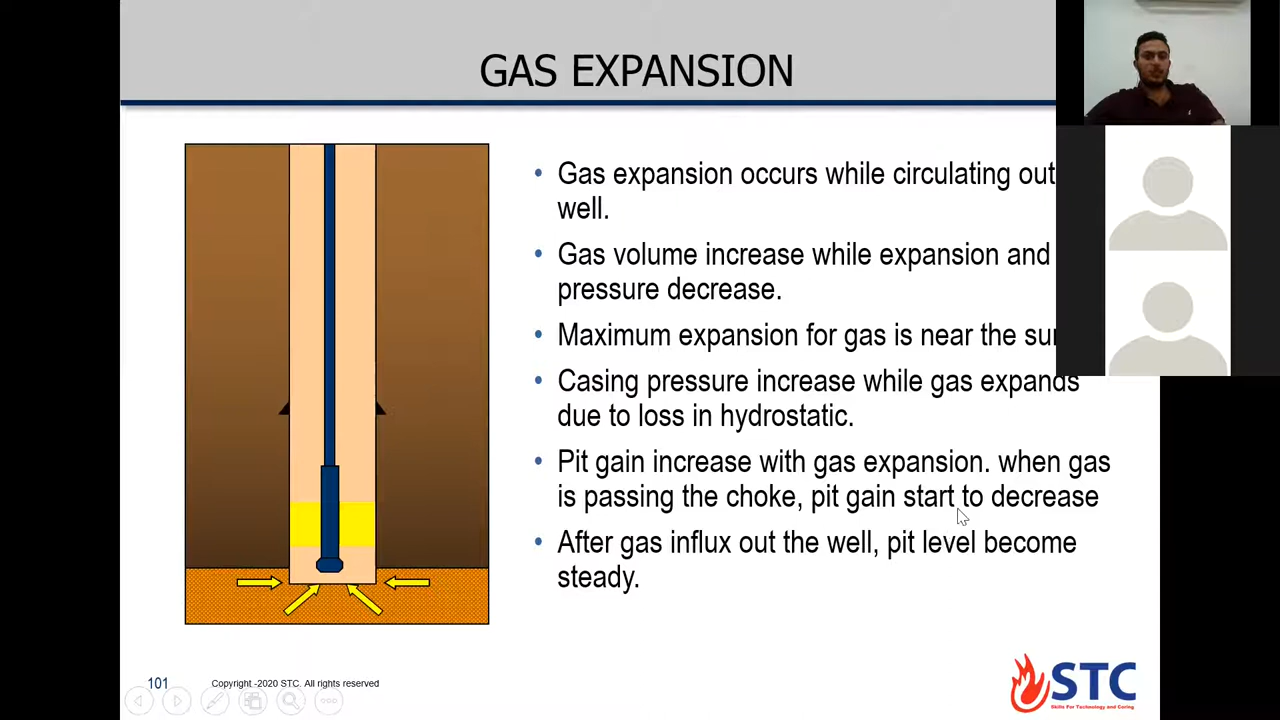 GAS EXPANSION
• Gas expansion occurs while circulating out
well.
• Gas volume increase while expansion and
pressure decrease.
• Maximum expansion for gas is near the
• Casing pressure increase while gas expands
due to loss in hydrostatic.
• Pit gain increase with gas expansion. when gas
is passing the choke, pit gain start to decrease
• After gas influx out the well, pit level become
steady.
101
Copyright -2020 STC. All rights reserved
STC
Skills For Technology and Caring